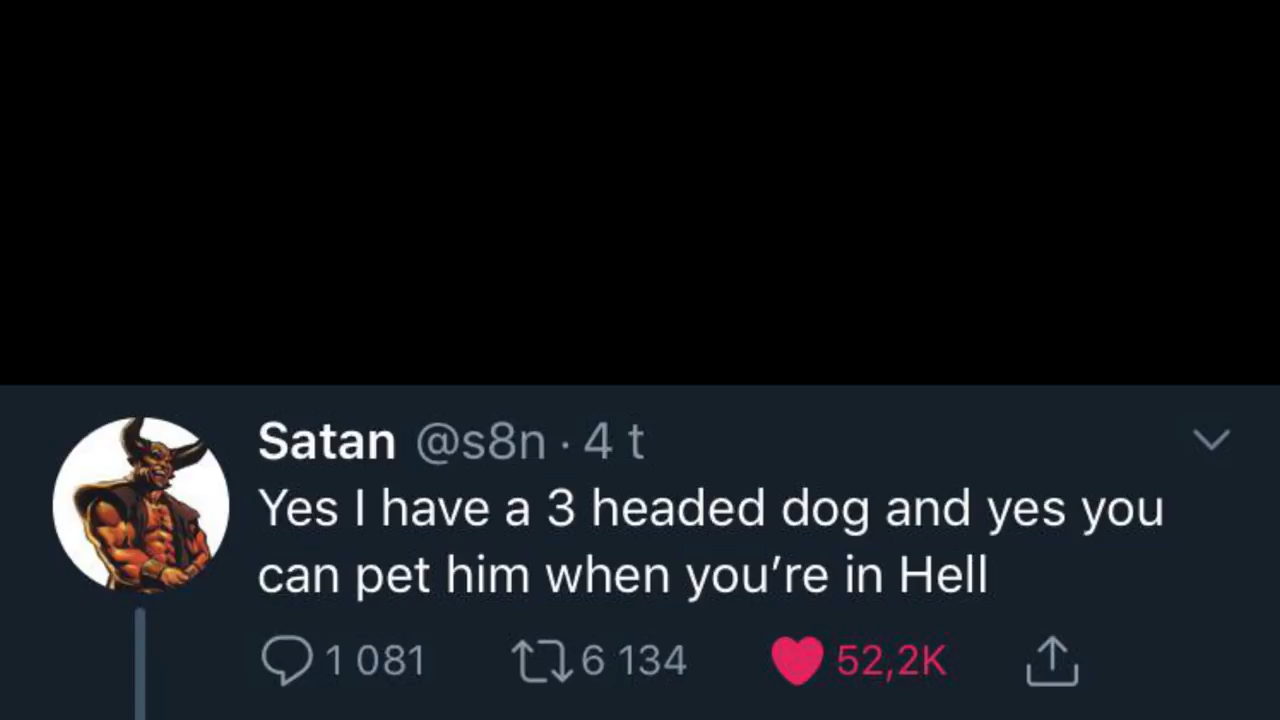 Satan @s8n · 4 t
Yes I have a 3 headed dog and yes you
can pet him when you’re in Hell
1 081 6 134 52,2K